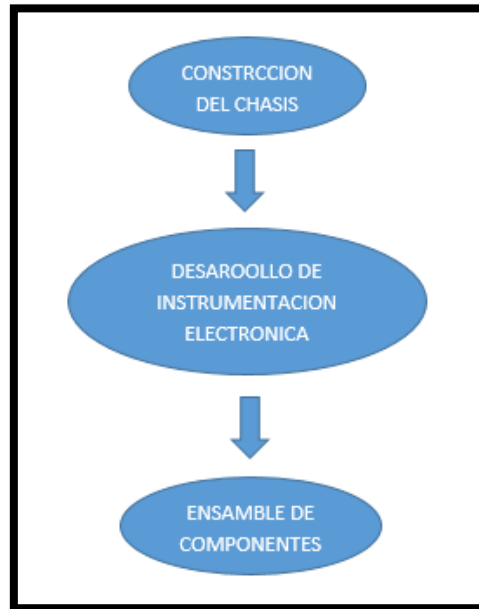 CONSTRCCION
DEL CHASIS
DESAROOLLO DE
INSTRUMENTACION
ELECTRONICA
ENSAMBLE DE
COMPONENTES